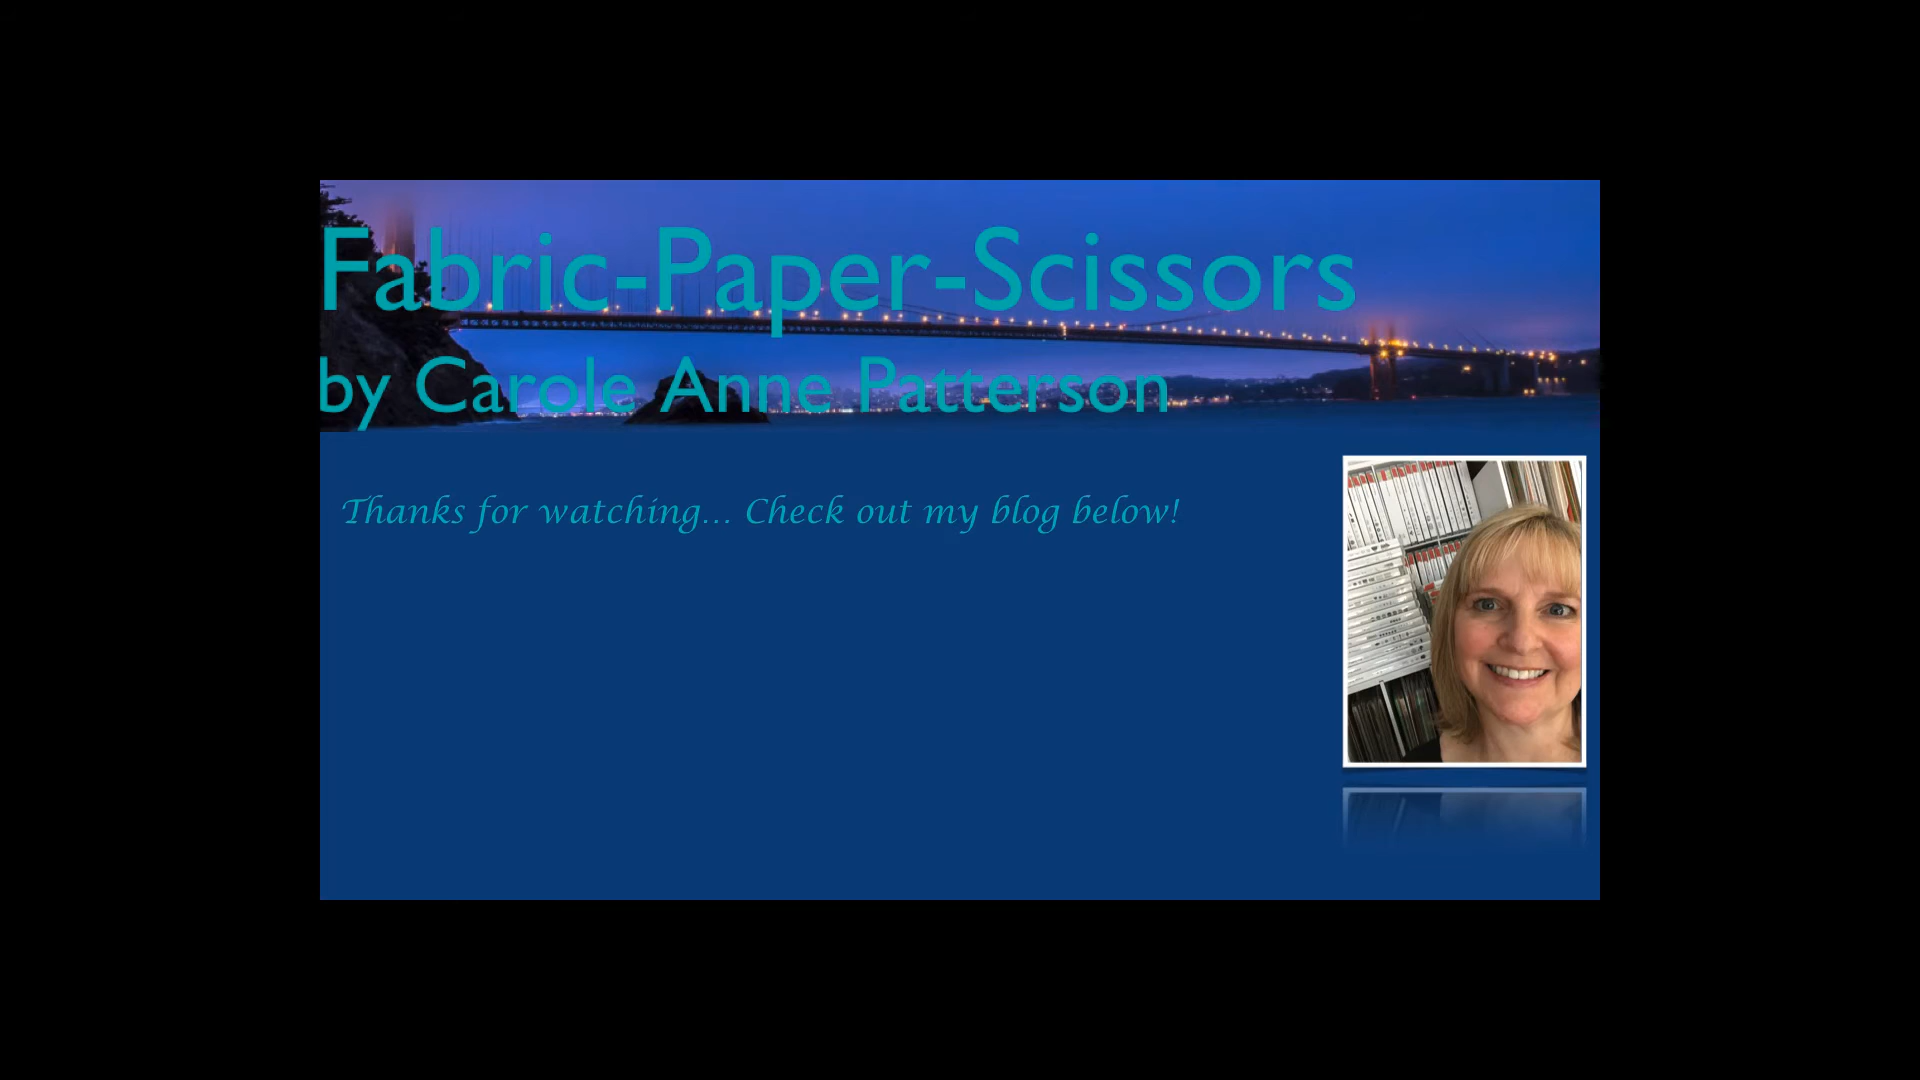 Fabric-Paper-Scissors
by Carole Anne Patterson
Thanks for watching... Check out my blog below!